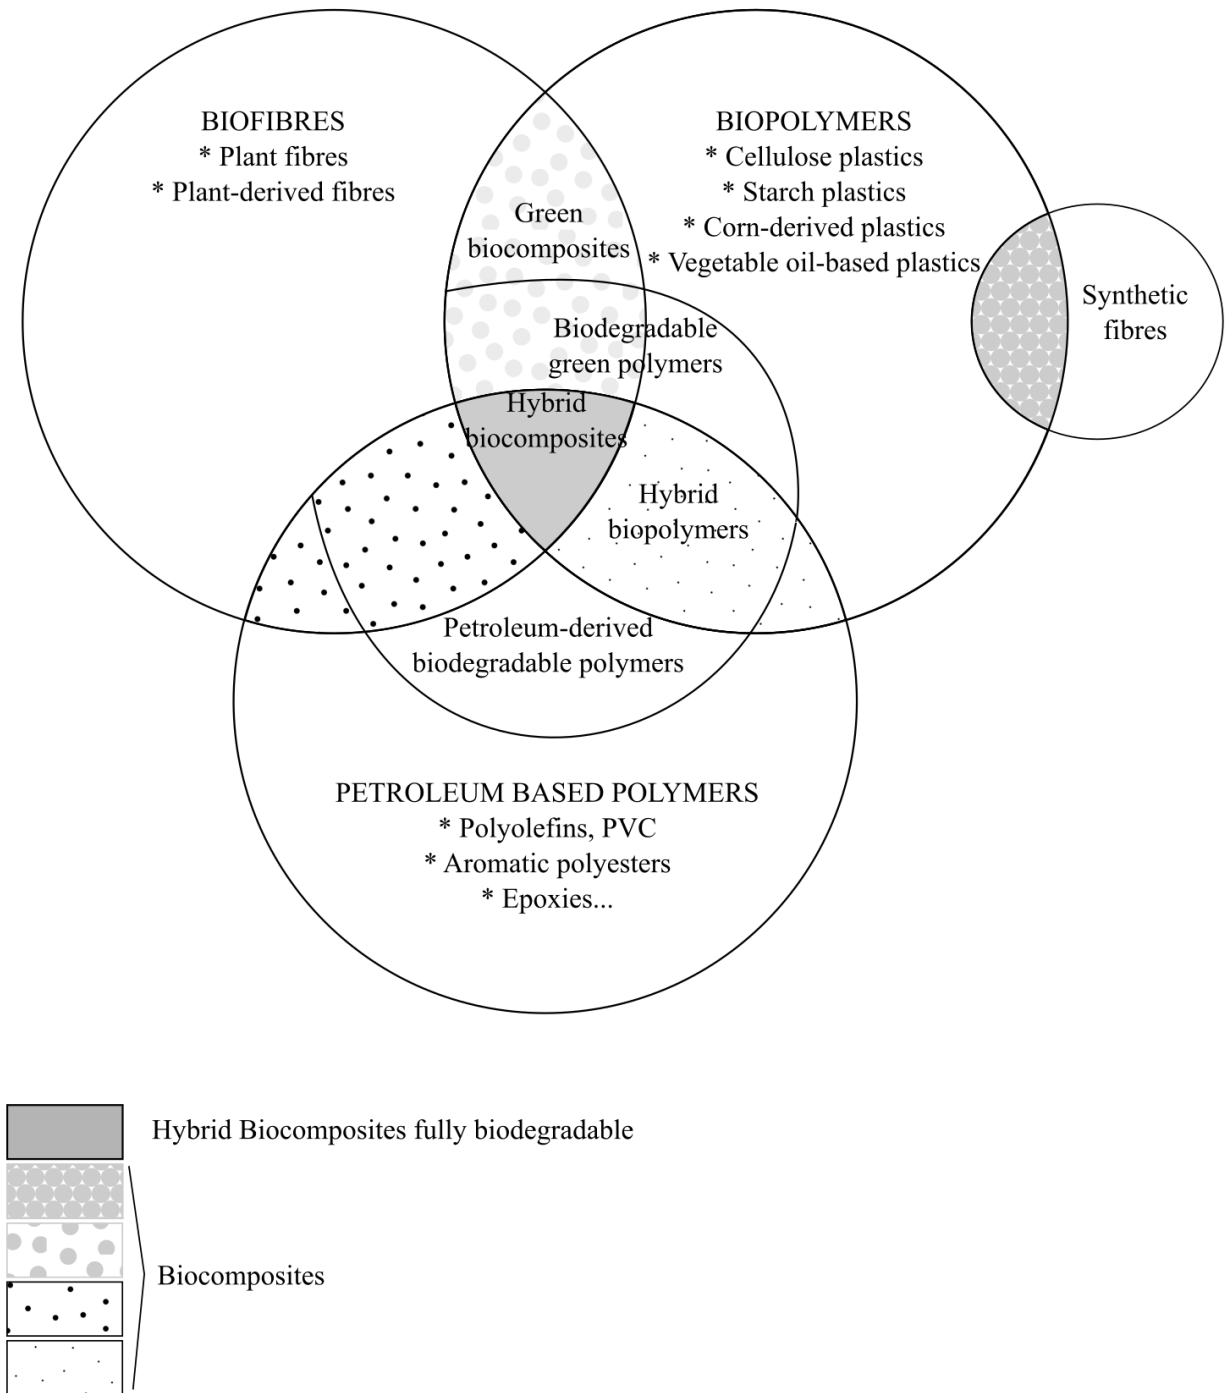 BIOFIBRES
* Plant fibres
* Plant-derived fibres
BIOPOLYMERS
* Cellulose plastics
* Starch plastics
* Corn-derived plastics
* Vegetable oil-based plastics
Green
biocomposites
Synthetic
fibres
Biodegradable
green polymers
Hybrid
biocomposites
Hybrid
biopolymers
Petroleum-derived
biodegradable polymers
PETROLEUM BASED POLYMERS
* Polyolefins, PVC
* Aromatic polyesters
* Epoxies...
Hybrid Biocomposites fully biodegradable
Biocomposites